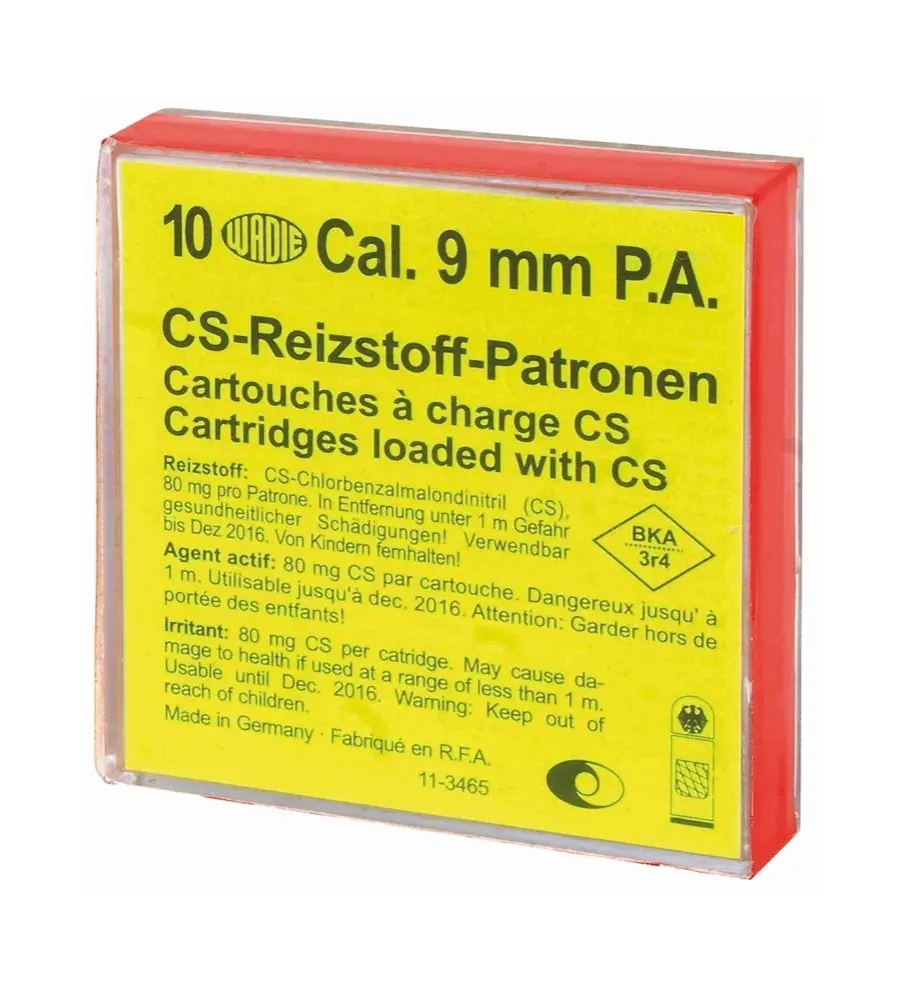 10 WADIE Cal. 9 mm P.A.
CS-Reizstoff-Patronen
Cartouches à charge CS
Cartridges loaded with CS
Reizstoff: CS-Chlorbenzalmalondinitril (CS),
80 mg pro Patrone. In Entfernung unter 1 m Gefahr
gesundheitlicher Schädigungen! Verwendbar
bis Dez 2016. Von Kindern fernhalten!
BKA
3r4
Agent actif: 80 mg CS par cartouche. Dangereux jusqu' à
1 m. Utilisable jusqu'à dec. 2016. Attention: Garder hors de
portée des entfants!
Irritant: 80 mg CS per catridge. May cause da-
mage to health if used at a range of less than 1 m.
Usable until Dec. 2016. Warning: Keep out of
reach of children.
Made in Germany · Fabriqué en R.F.A.
11-3465